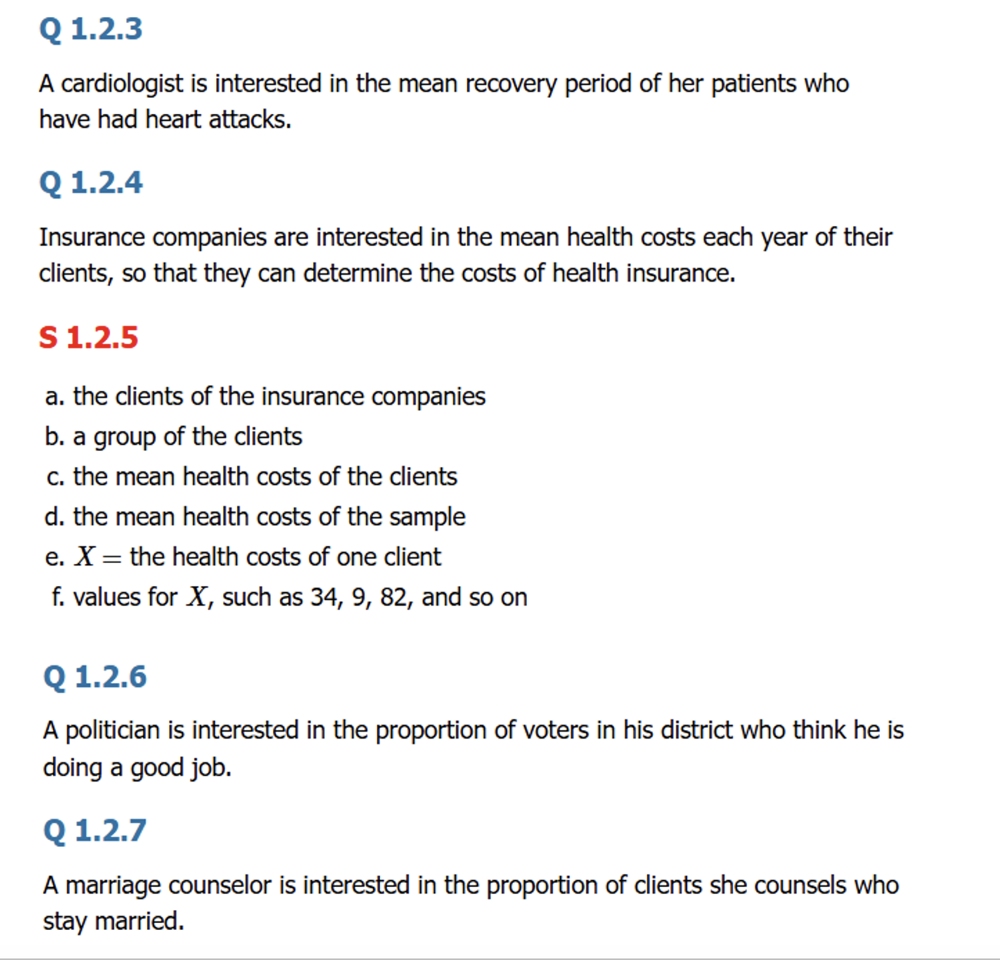 Q 1.2.3
A cardiologist is interested in the mean recovery period of her patients who
have had heart attacks.
Q 1.2.4
Insurance companies are interested in the mean health costs each year of their
clients, so that they can determine the costs of health insurance.
S 1.2.5
a. the clients of the insurance companies
b. a group of the clients
c. the mean health costs of the clients
d. the mean health costs of the sample
e. X = the health costs of one client
f. values for X, such as 34, 9, 82, and so on
Q 1.2.6
A politician is interested in the proportion of voters in his district who think he is
doing a good job.
Q 1.2.7
A marriage counselor is interested in the proportion of clients she counsels who
stay married.